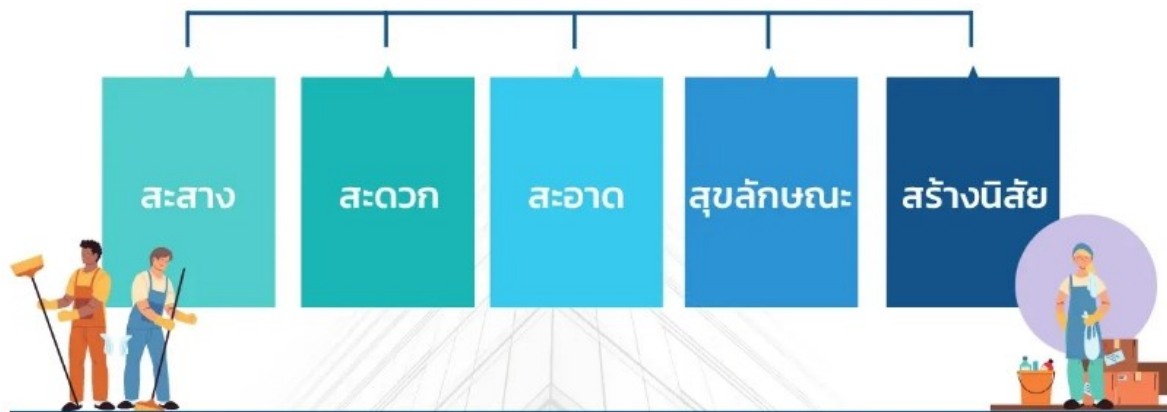 สะสาง
สะดวก
สะอาด
สุขลักษณะ
สร้างนิสัย